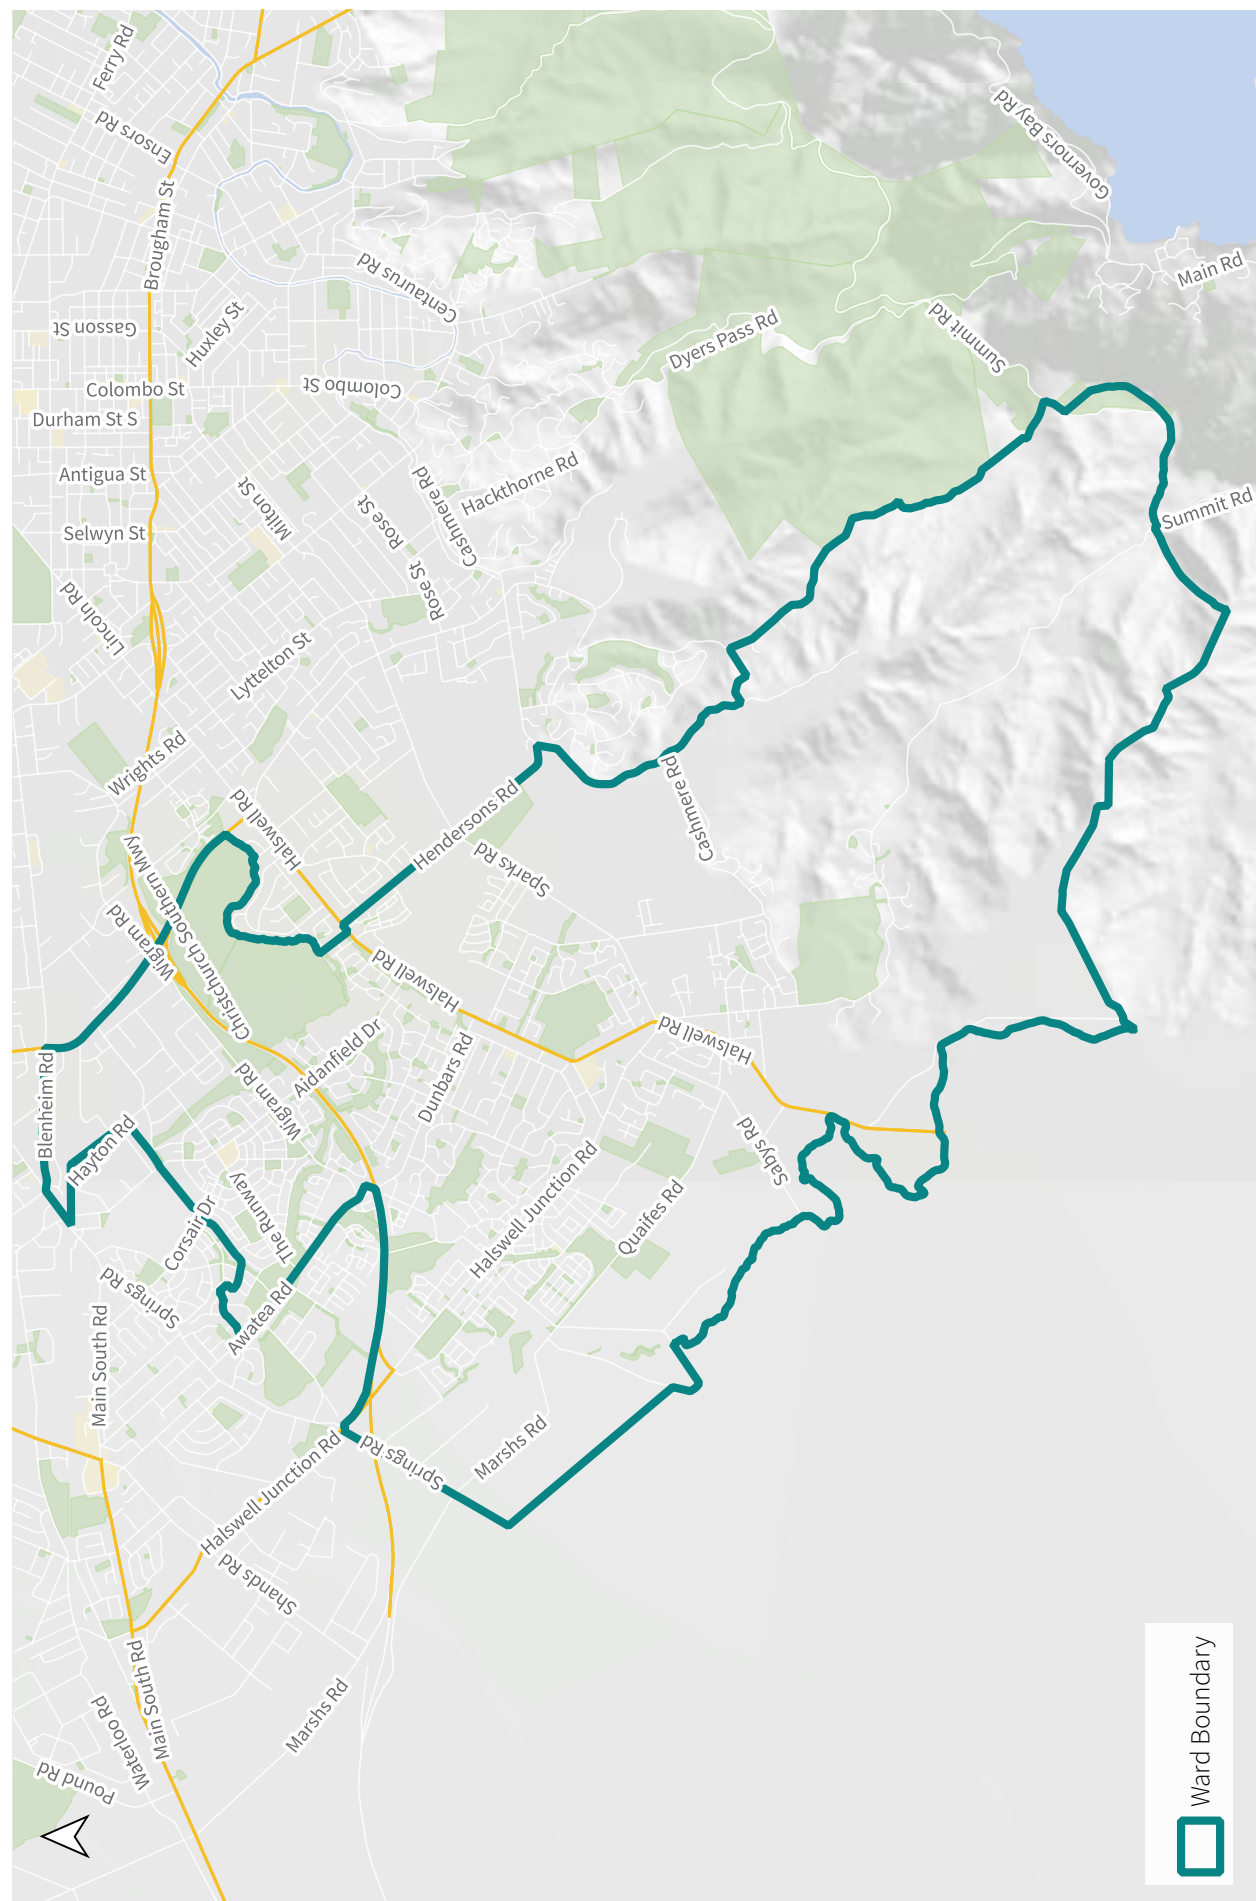 Ferry Rd
Ensors Rd
Brougham St
Centaurus Rd
Governors Bay Rd
Main Rd
Gasson St
Huxley St
Dyers Pass Rd
Summit Rd
Colombo St
Colombo St
Durham St S
Antigua St
Milton St
Rose St
Cashmere Rd
Hackthorne Rd
Selwyn St
Summit Rd
Lincoln Rd
Rose St
Lyttelton St
Wrights Rd
Halswell Rd
Hendersons Rd
Cashmere Rd
Sparks Rd
Christchurch Southern Mwy
Wigram Rd
Halswell Rd
Halswell Rd
Blenheim Rd
Wigram Rd
Aidanfield Dr
Dunbars Rd
Hayton Rd
Sabys Rd
Corsair Dr
The Runway
Halswell Junction Rd
Quaifes Rd
Springs Rd
Awatea Rd
Main South Rd
Halswell Junction Rd
Springs Rd
Marshs Rd
Shands Rd
Main South Rd
Waterloo Rd
Marshs Rd
Pound Rd
Ward Boundary